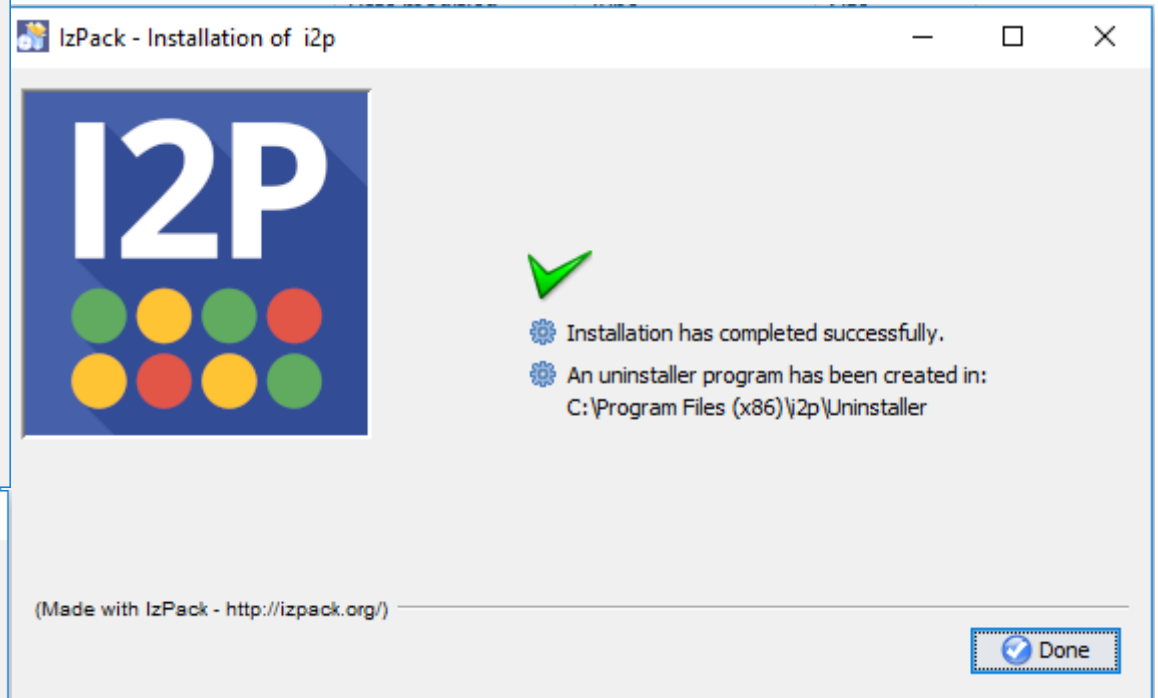 IzPack - Installation of i2p
I2P
Installation has completed successfully.
An uninstaller program has been created in:
C:\Program Files (x86)\i2p\Uninstaller
(Made with IzPack - http://izpack.org/)
Done